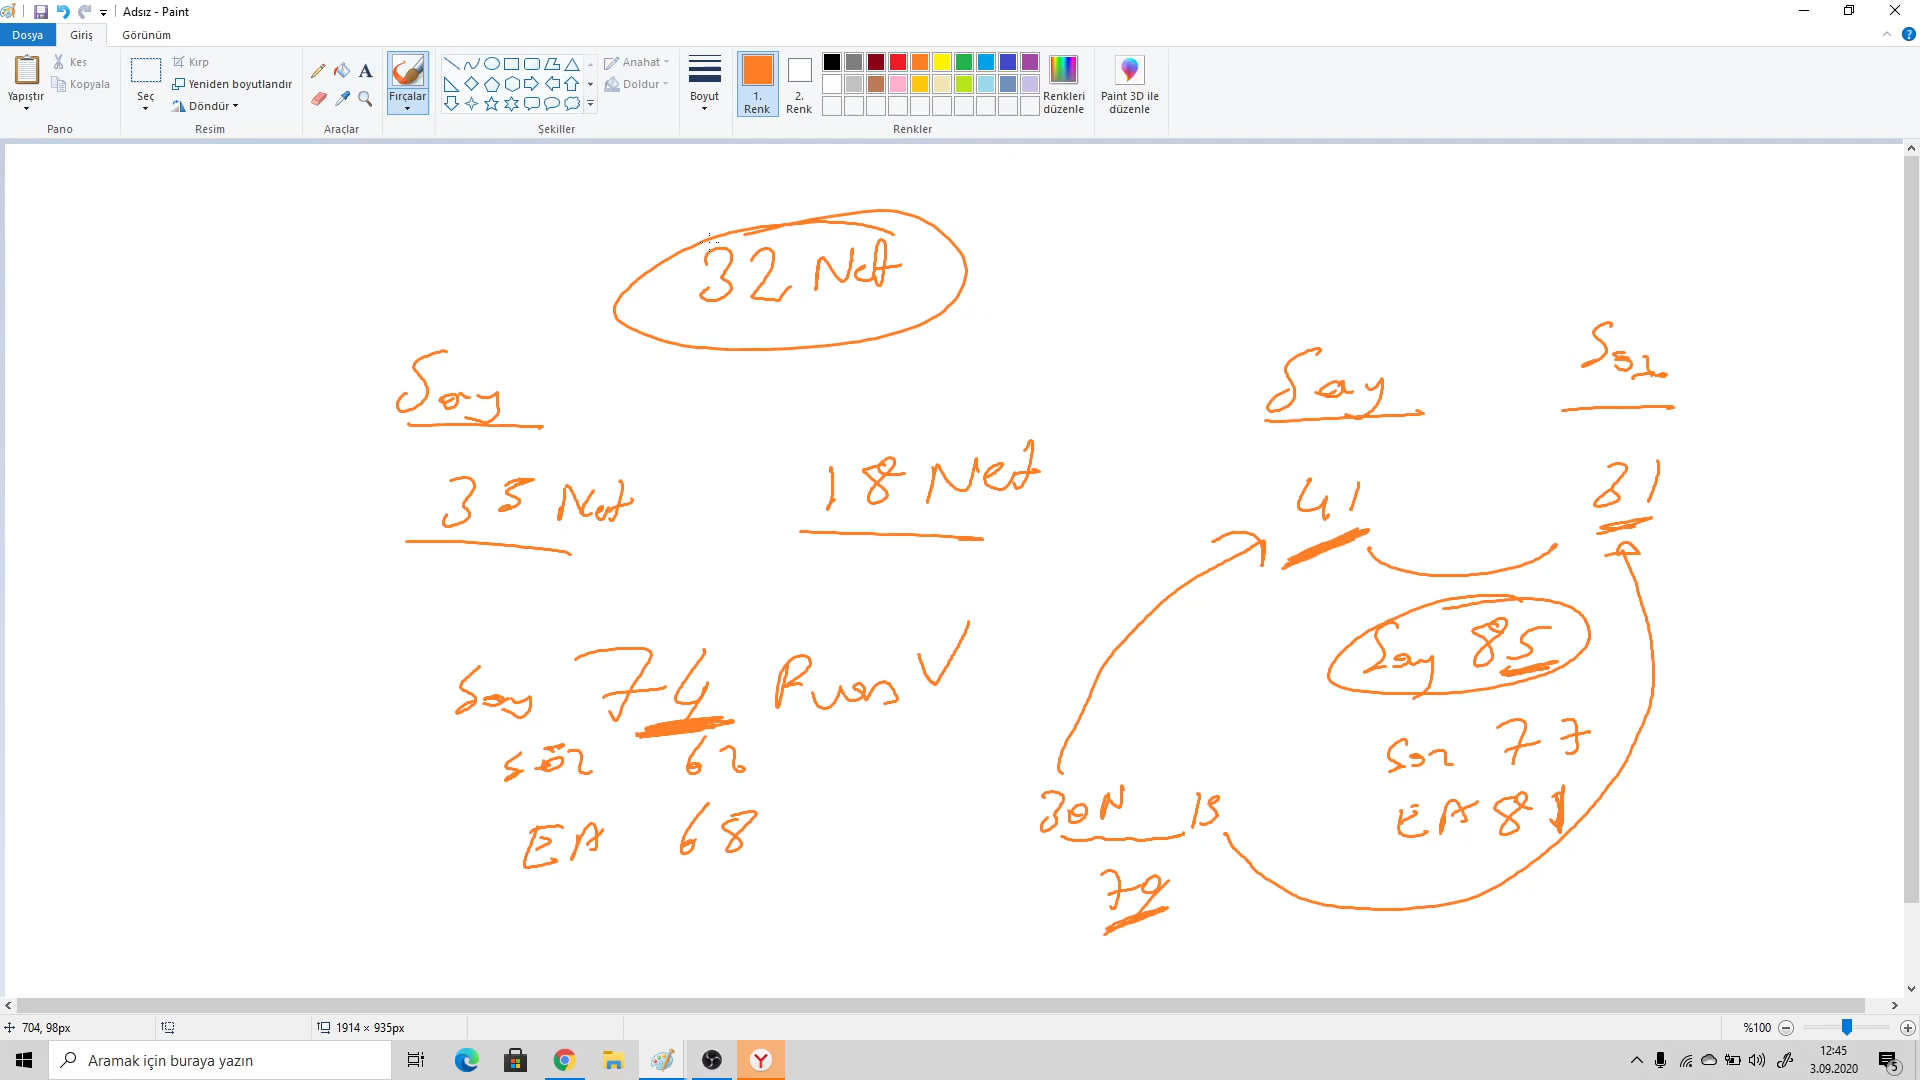 Adsız - Paint
Dosya Giriş Görünüm
Yapıştır Kes Kopyala
Pano
Seç Kırp Yeniden boyutlandır Döndür
Resim
A
Araçlar
Fırçalar
Anahat Doldur
Şekiller
Boyut
1. Renk 2. Renk
Renkleri düzenle
Renkler
Paint 3D ile düzenle
32 Net
Say
35 Net 18 Net
Say 74 Puan
söz 62
EA 68
Say Söz
41 21
Say 85
Söz 77
EA 81
30N 15
79
704, 98px 1914 × 935px %100
Aramak için buraya yazın
12:45
3.09.2020
5